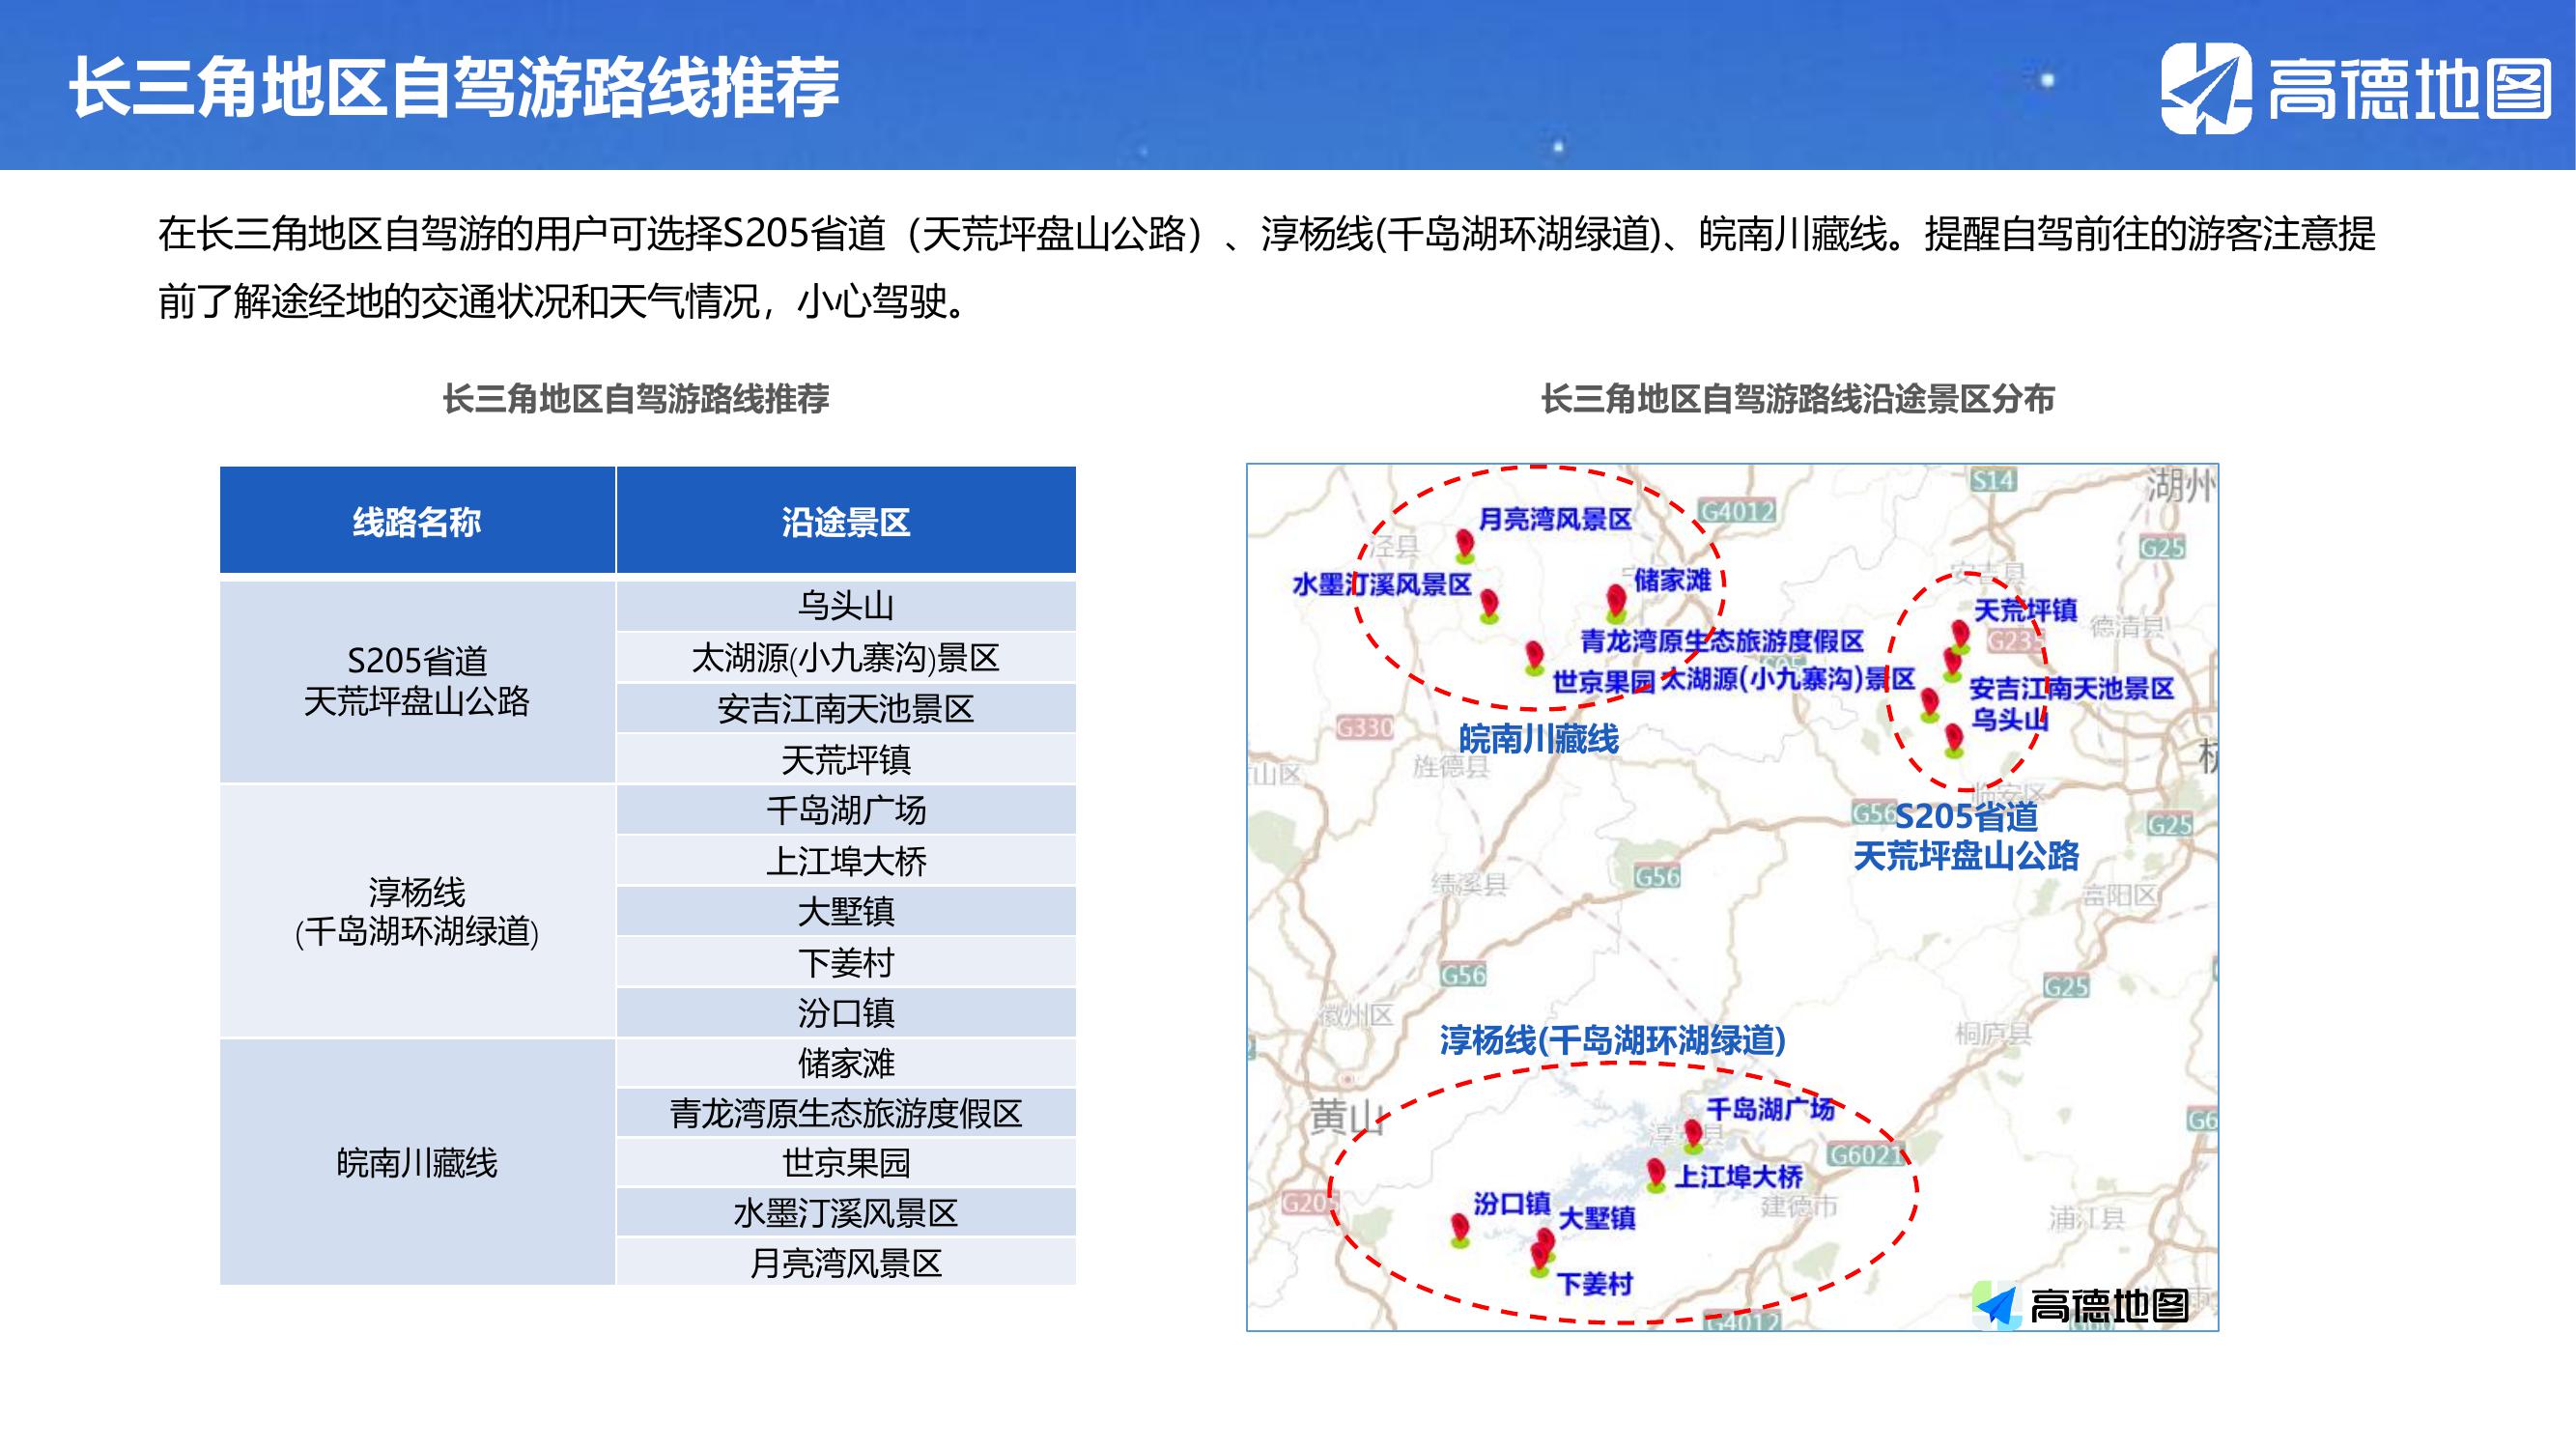 长三角地区自驾游路线推荐
高德地图
在长三角地区自驾游的用户可选择S205省道（天荒坪盘山公路）、淳杨线(千岛湖环湖绿道)、皖南川藏线。提醒自驾前往的游客注意提
前了解途经地的交通状况和天气情况，小心驾驶。
长三角地区自驾游路线推荐
线路名称
沿途景区
S205省道
天荒坪盘山公路
乌头山
太湖源(小九寨沟)景区
安吉江南天池景区
天荒坪镇
淳杨线
(千岛湖环湖绿道)
千岛湖广场
上江埠大桥
大墅镇
下姜村
汾口镇
皖南川藏线
储家滩
青龙湾原生态旅游度假区
世京果园
水墨汀溪风景区
月亮湾风景区
长三角地区自驾游路线沿途景区分布
S14
湖州
月亮湾风景区
G4012
泾县
G25
水墨汀溪风景区
储家滩
安吉县
天荒坪镇
德清县
青龙湾原生态旅游度假区
世京果园
太湖源(小九寨沟)景区
安吉江南天池景区
乌头山
G330
皖南川藏线
旌德县
山区
临安区
G56
S205省道
天荒坪盘山公路
G25
绩溪县
G56
富阳区
G56
G25
徽州区
桐庐县
淳杨线(千岛湖环湖绿道)
黄山
千岛湖广场
G6021
上江埠大桥
建德市
汾口镇
大墅镇
浦江县
下姜村
G4012
高德地图